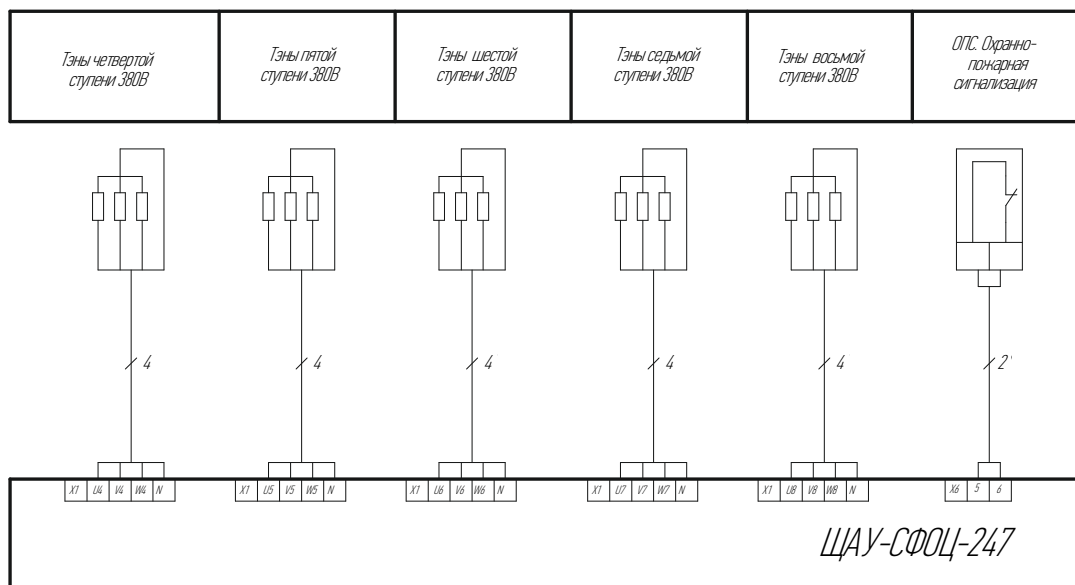 Тэны четвертой
ступени 380В
Тэны пятой
ступени 380В
Тэны шестой
ступени 380В
Тэны седьмой
ступени 380В
Тэны восьмой
ступени 380В
ОПС. Охранно-
пожарная
сигнализация
4
4
4
4
4
2
X1 U4 V4 W4 N
X1 U5 V5 W5 N
X1 U6 V6 W6 N
X1 U7 V7 W7 N
X1 U8 V8 W8 N
X6 5 6
ЩАУ-СФОЦ-247